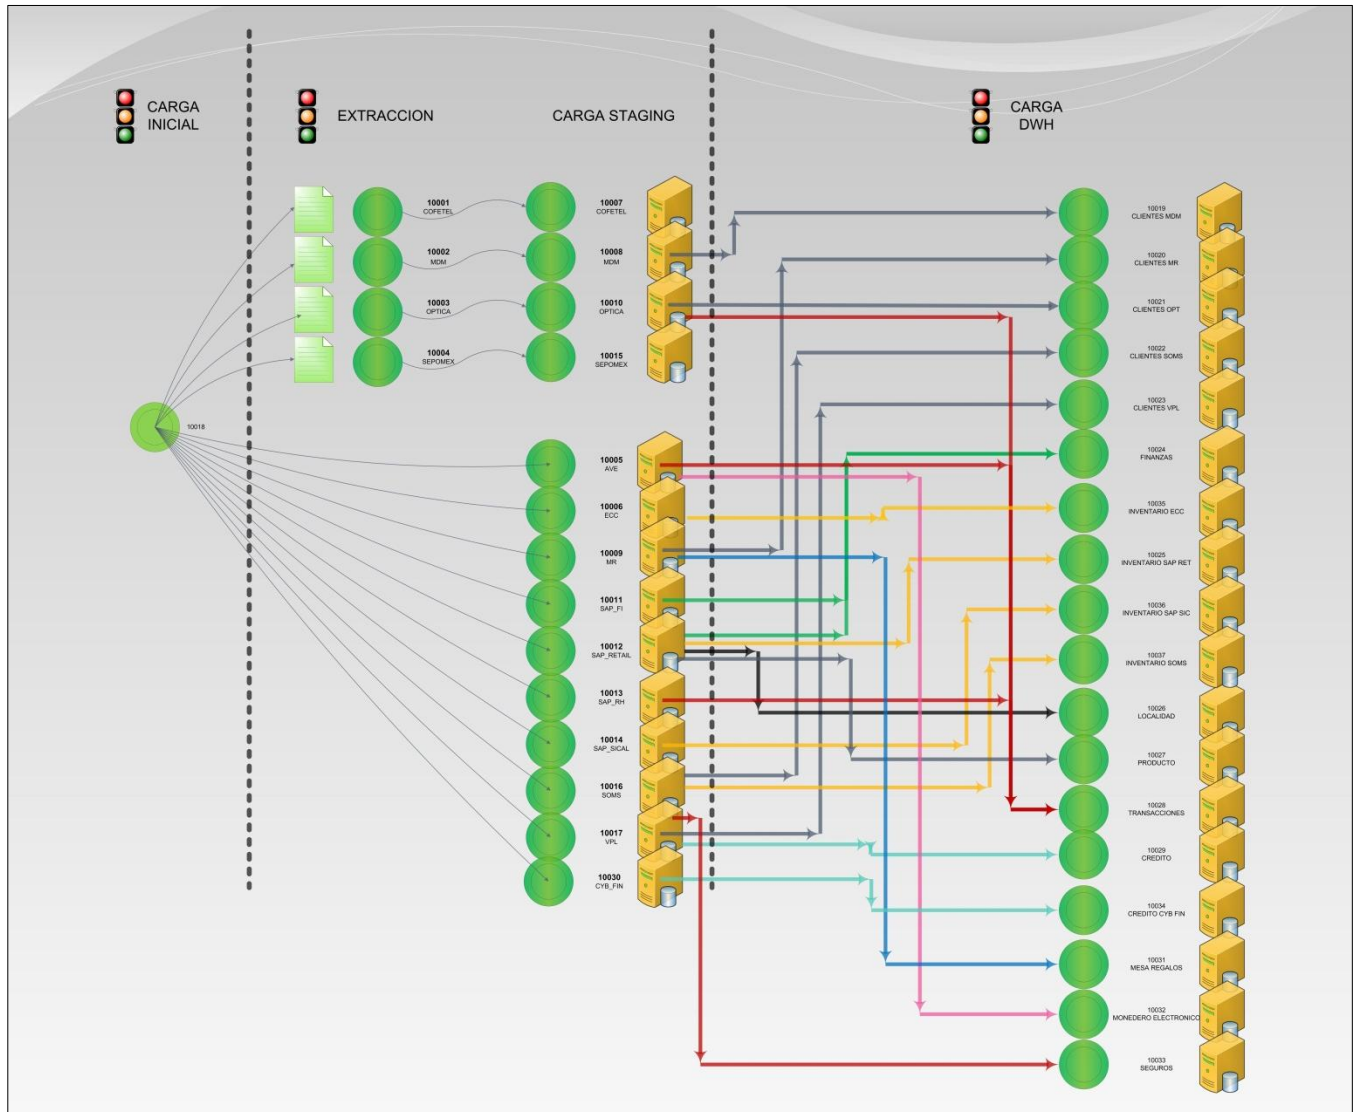 CARGA
INICIAL
EXTRACCION
CARGA STAGING
CARGA
DWH
10001
COFETEL
10007
COFETEL
10002
MDM
10008
MDM
10003
OPTICA
10010
OPTICA
10004
SEPOMEX
10015
SEPOMEX
10018
10005
AVE
10006
ECC
10009
MR
10011
SAP_FI
10012
SAP_RETAIL
10013
SAP_RH
10014
SAP_SICAL
10016
SOMS
10017
VPL
10030
CYB_FIN
10019
CLIENTES MDM
10020
CLIENTES MR
10021
CLIENTES OPT
10022
CLIENTES SOMS
10023
CLIENTES VPL
10024
FINANZAS
10035
INVENTARIO ECC
10025
INVENTARIO SAP RET
10036
INVENTARIO SAP SIC
10037
INVENTARIO SOMS
10026
LOCALIDAD
10027
PRODUCTO
10028
TRANSACCIONES
10029
CREDITO
10034
CREDITO CYB FIN
10031
MESA REGALOS
10032
MONEDERO ELECTRONICO
10033
SEGUROS